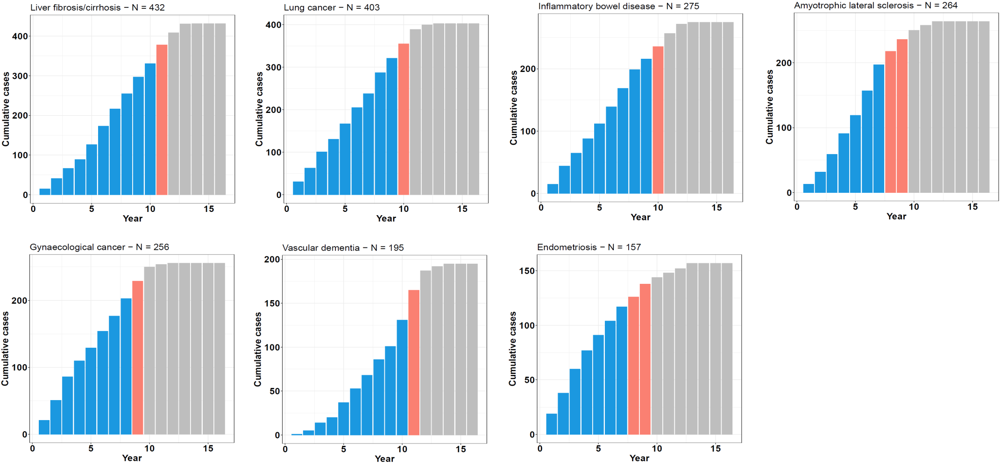 Liver fibrosis/cirrhosis − N = 432
Cumulative cases
400
300
200
100
0
0 5 10 15
Year
Lung cancer − N = 403
Cumulative cases
400
300
200
100
0
0 5 10 15
Year
Inflammatory bowel disease − N = 275
Cumulative cases
200
100
0
0 5 10 15
Year
Amyotrophic lateral sclerosis − N = 264
Cumulative cases
200
100
0
0 5 10 15
Year
Gynaecological cancer − N = 256
Cumulative cases
200
100
0
0 5 10 15
Year
Vascular dementia − N = 195
Cumulative cases
200
150
100
50
0
0 5 10 15
Year
Endometriosis − N = 157
Cumulative cases
150
100
50
0
0 5 10 15
Year